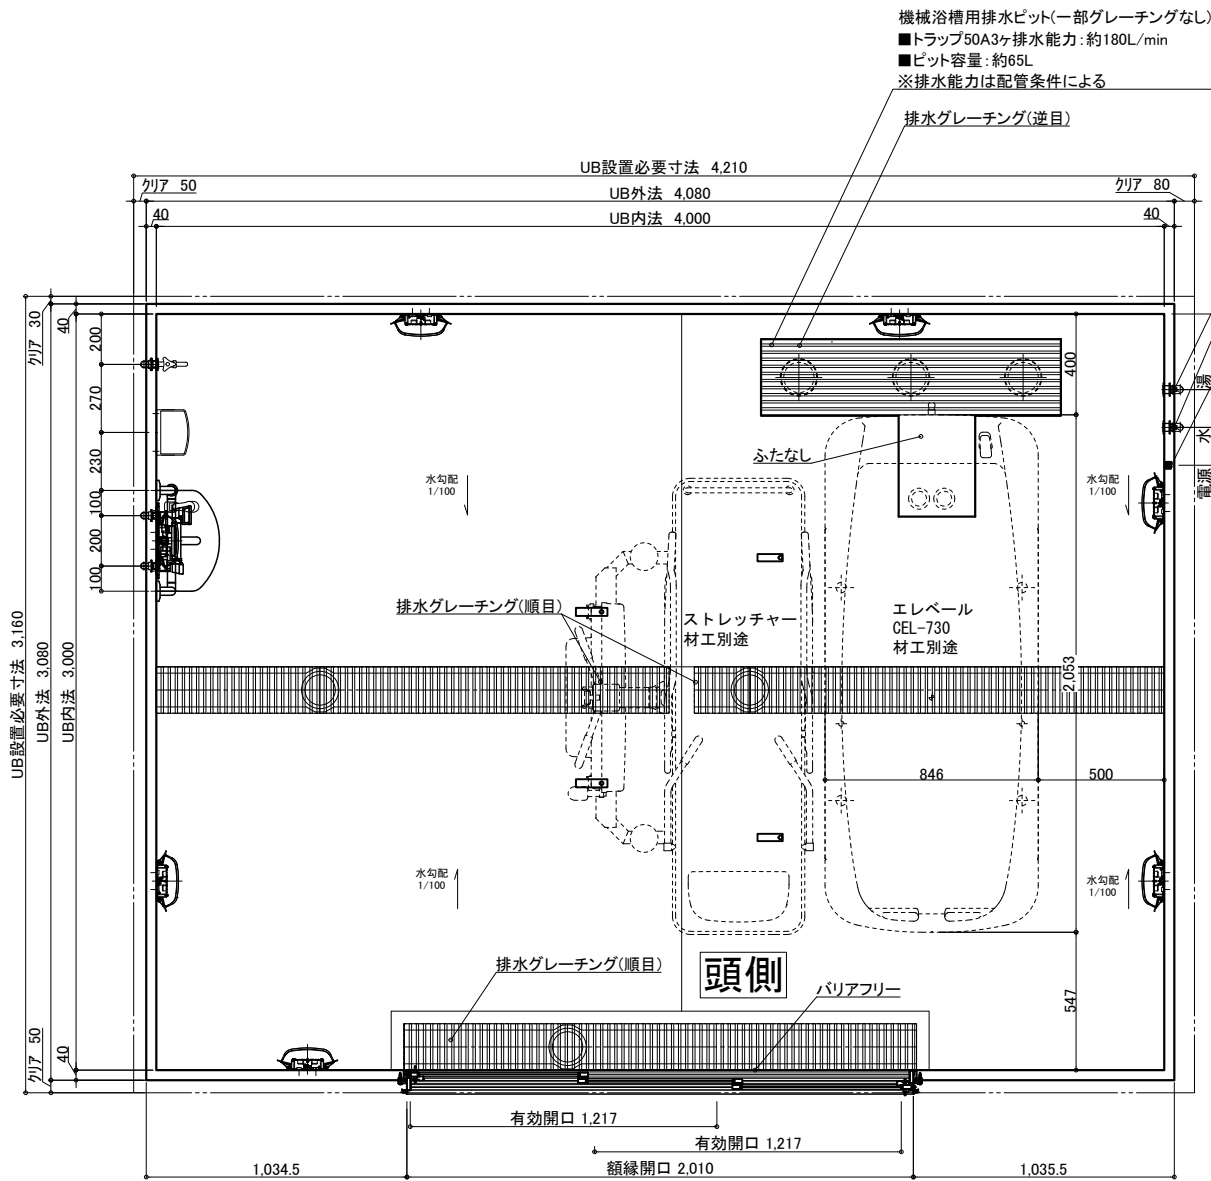 機械浴槽用排水ピット(一部グレーチングなし)
■トラップ50A3ヶ排水能力：約180L/min
■ピット容量：約65L
※排水能力は配管条件による
排水グレーチング(逆目)
UB設置必要寸法 4,210
クリア 50
UB外法 4,080
クリア 80
40
UB内法 4,000
40
クリア 30
40
200
270
230
100
200
100
UB設置必要寸法 3,160
UB外法 3,080
UB内法 3,000
クリア 50
40
400
湯
水
電源
ふたなし
水勾配
1/100
水勾配
1/100
排水グレーチング(順目)
ストレッチャー
材工別途
エレベール
CEL-730
材工別途
2,053
846
500
水勾配
1/100
水勾配
1/100
頭側
排水グレーチング(順目)
バリアフリー
547
有効開口 1,217
有効開口 1,217
1,034.5
額縁開口 2,010
1,035.5